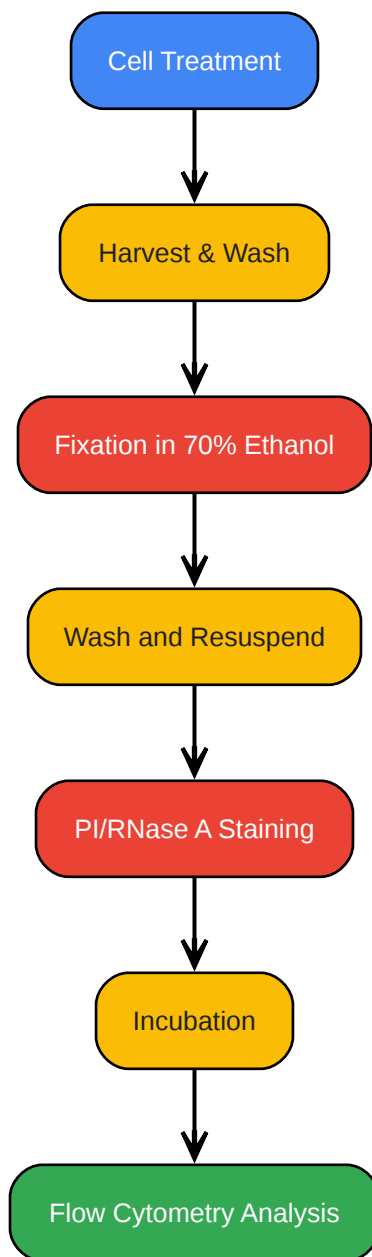 Cell Treatment
Harvest & Wash
Fixation in 70% Ethanol
Wash and Resuspend
PI/RNase A Staining
Incubation
Flow Cytometry Analysis